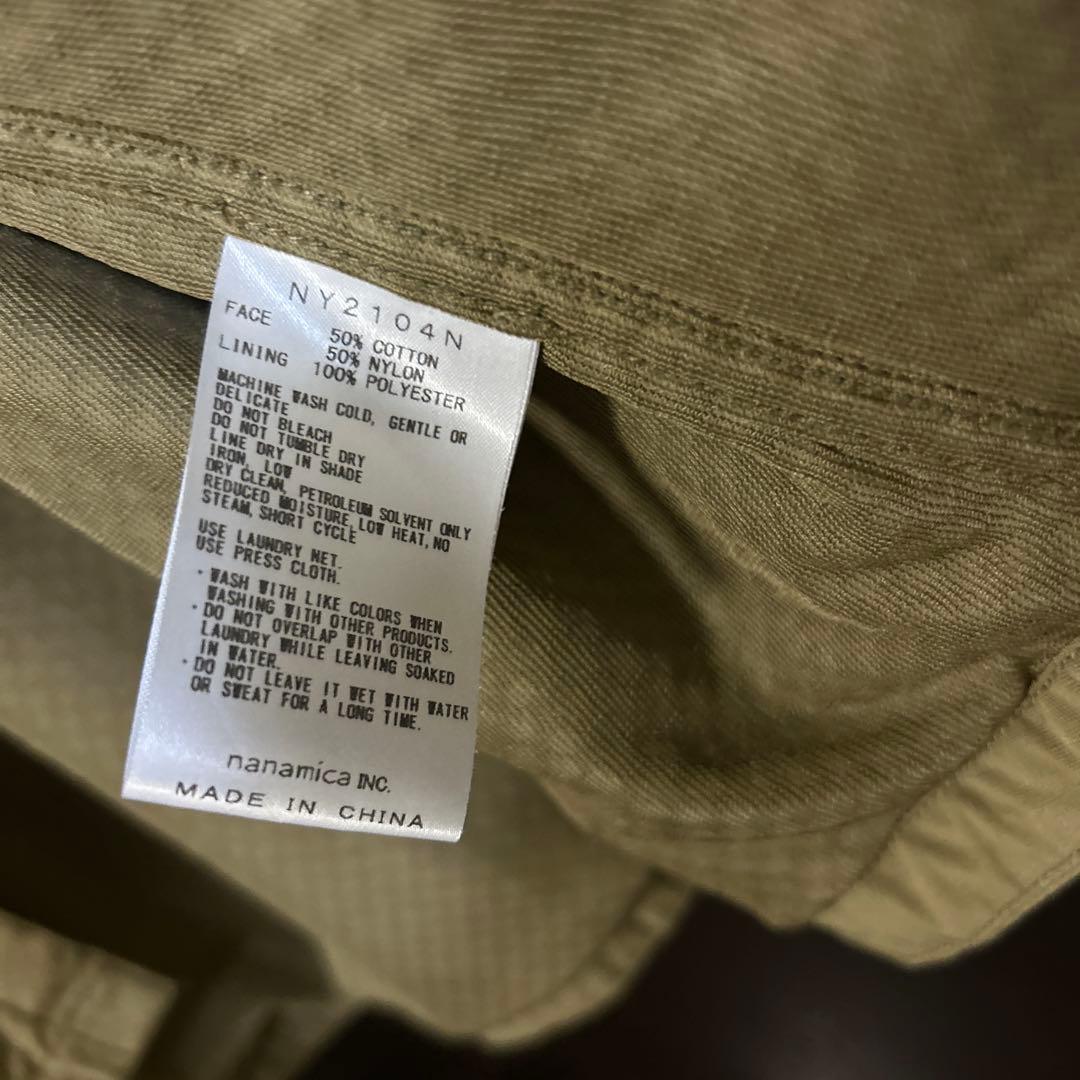 NY2104N
FACE 50% COTTON
50% NYLON
LINING 100% POLYESTER
MACHINE WASH COLD, GENTLE OR
DELICATE
DO NOT BLEACH
DO NOT TUMBLE DRY
LINE DRY IN SHADE
IRON, LOW
DRY CLEAN, PETROLEUM SOLVENT ONLY
REDUCED MOISTURE, LOW HEAT, NO
STEAM, SHORT CYCLE
USE LAUNDRY NET.
USE PRESS CLOTH.
・WASH WITH LIKE COLORS WHEN
WASHING WITH OTHER PRODUCTS.
・DO NOT OVERLAP WITH OTHER
LAUNDRY WHILE LEAVING SOAKED
IN WATER.
・DO NOT LEAVE IT WET WITH WATER
OR SWEAT FOR A LONG TIME.
nanamica INC.
MADE IN CHINA